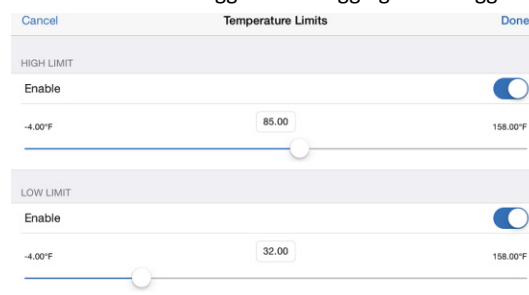 Cancel Temperature Limits Done
HIGH LIMIT
Enable
-4.00°F 85.00 158.00°F
LOW LIMIT
Enable
-4.00°F 32.00 158.00°F